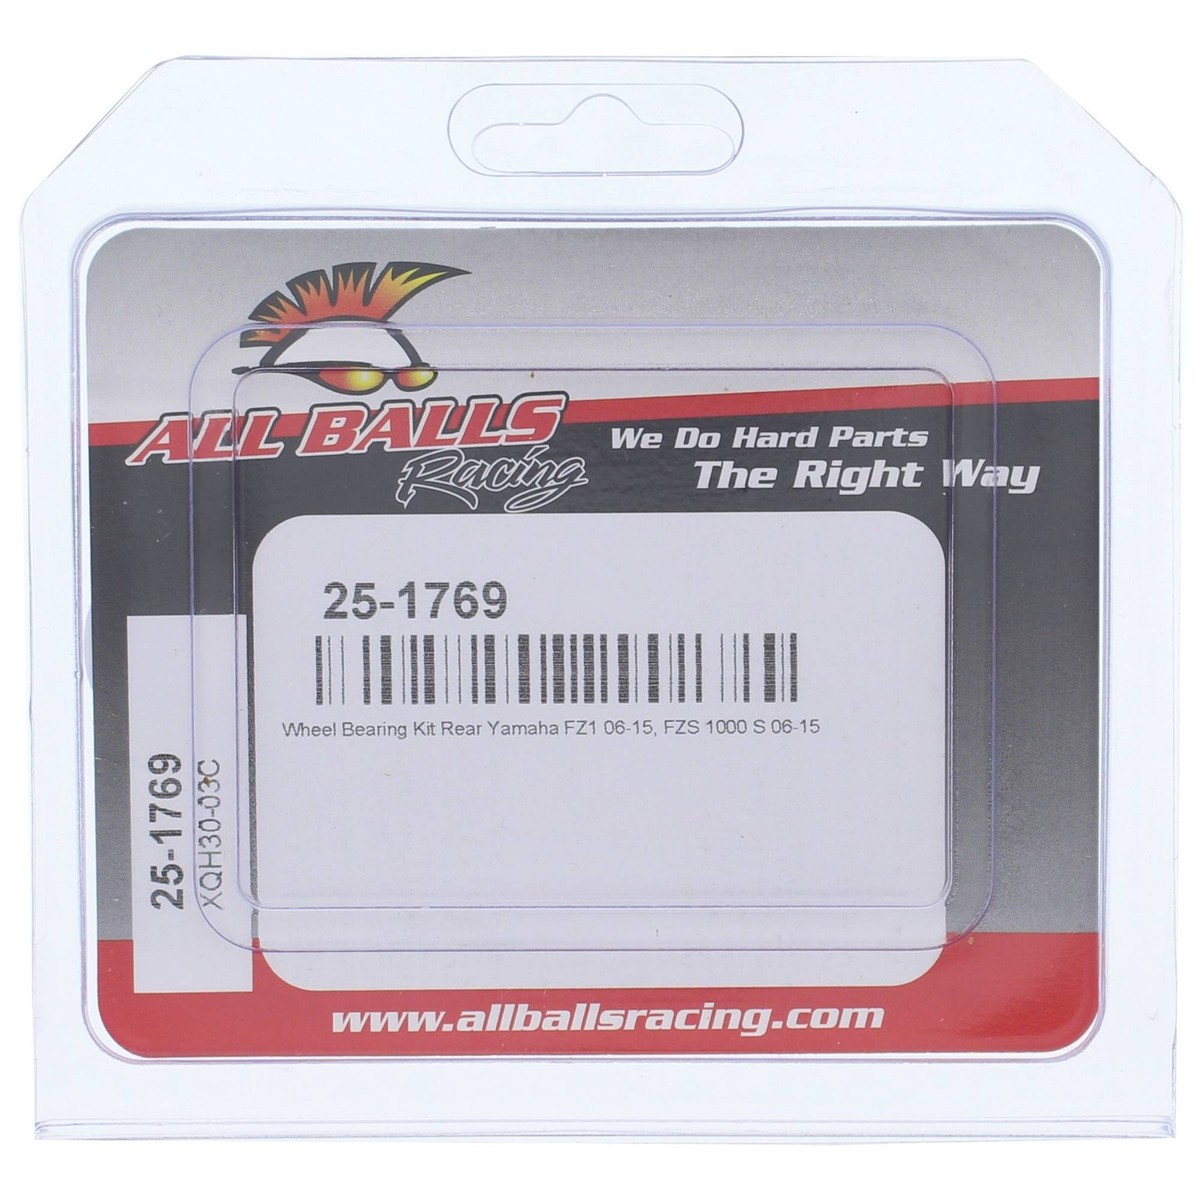 ALL BALLS
Racing
We Do Hard Parts
The Right Way
25-1769
Wheel Bearing Kit Rear Yamaha FZ1 06-15, FZS 1000 S 06-15
25-1769
XQH30-03C
www.allballsracing.com